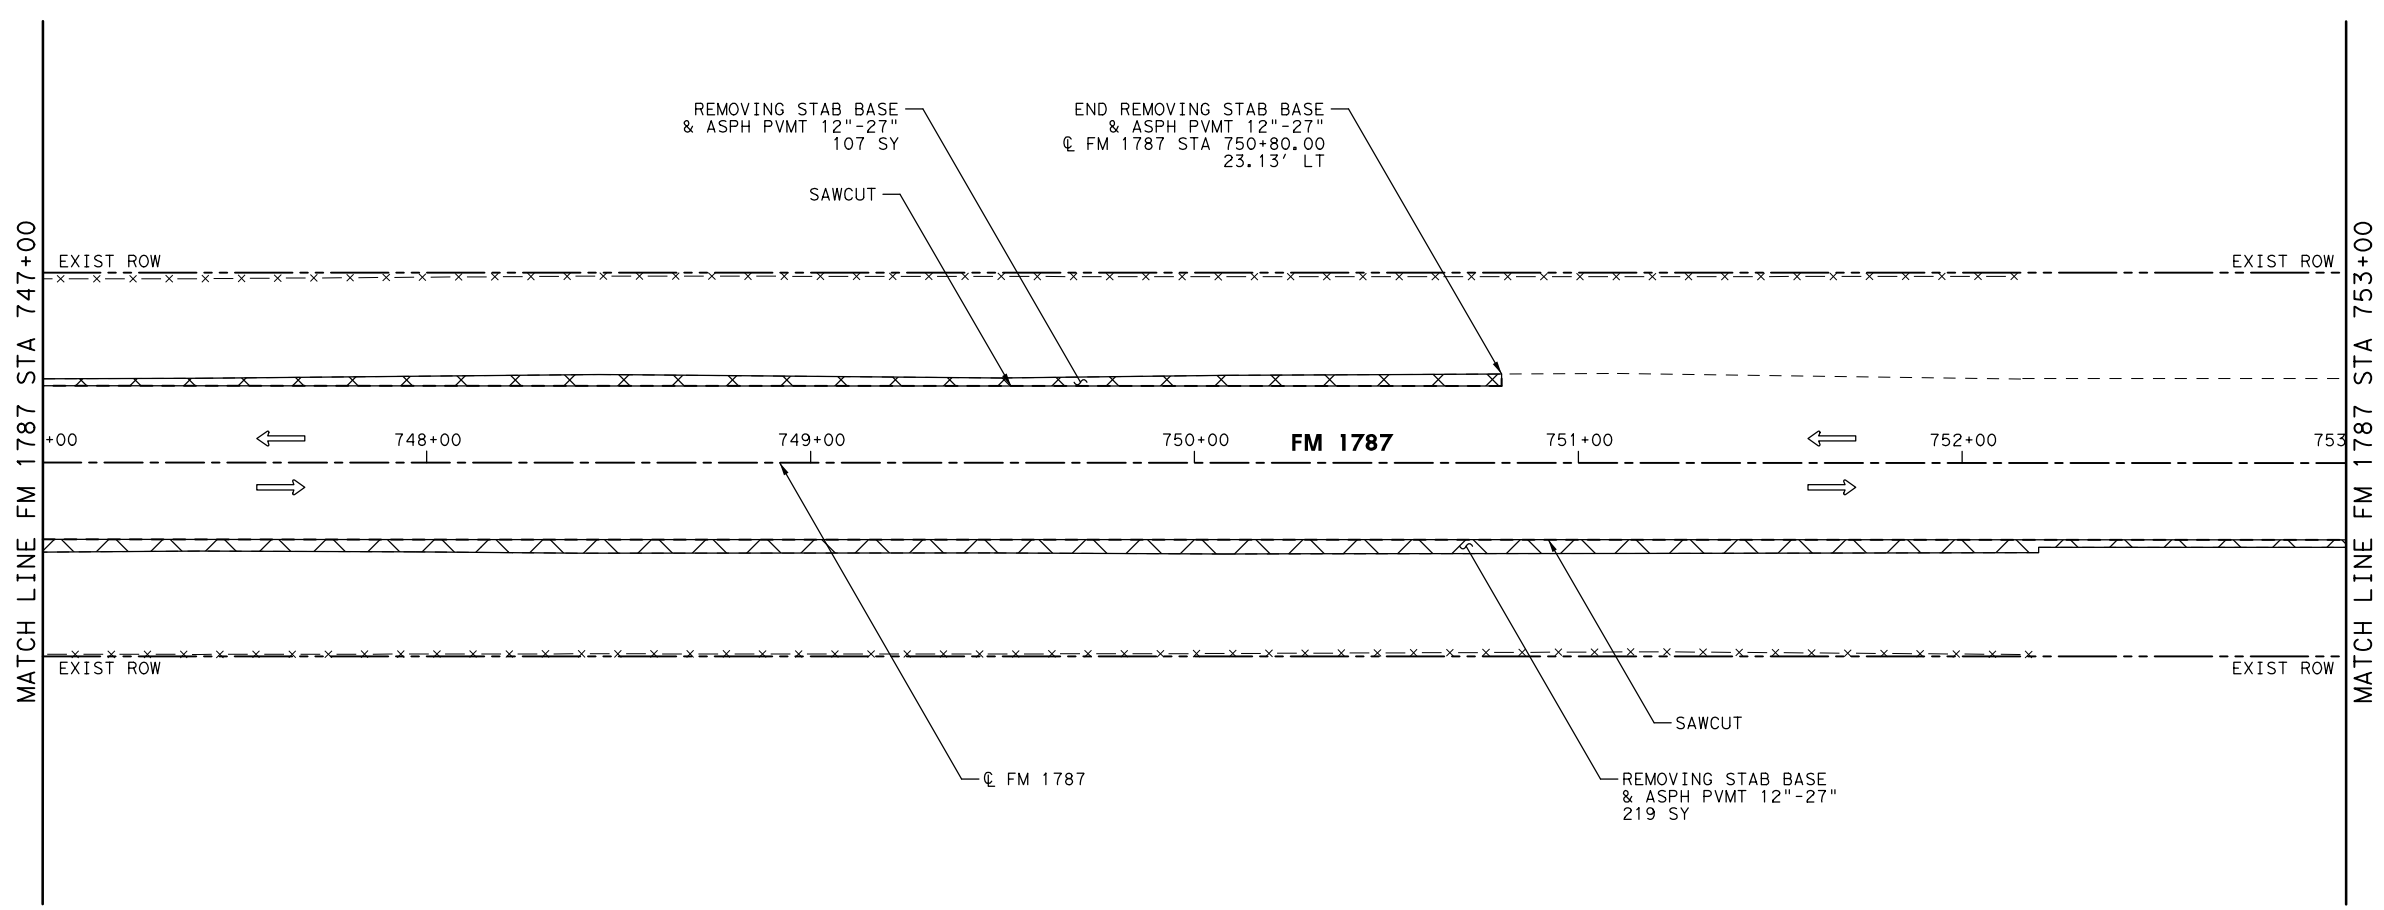 REMOVING STAB BASE
& ASPH PVMT 12"-27"
107 SY
END REMOVING STAB BASE
& ASPH PVMT 12"-27"
℄ FM 1787 STA 750+80.00
23.13' LT
SAWCUT
MATCH LINE FM 1787 STA 747+00
EXIST ROW
EXIST ROW
MATCH LINE FM 1787 STA 753+00
+00
748+00
749+00
750+00
FM 1787
751+00
752+00
753
EXIST ROW
EXIST ROW
SAWCUT
℄ FM 1787
REMOVING STAB BASE
& ASPH PVMT 12"-27"
219 SY